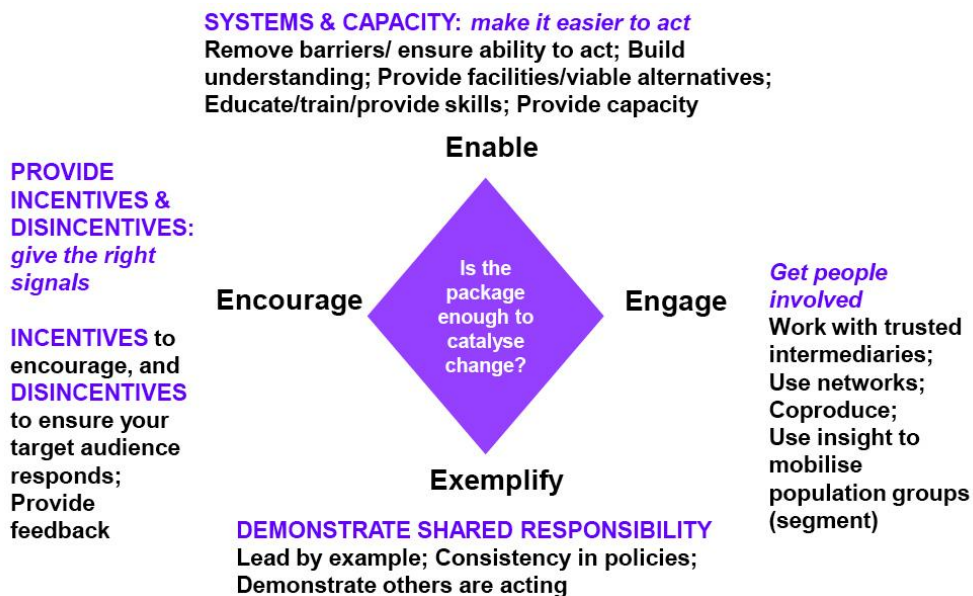 SYSTEMS & CAPACITY: make it easier to act
Remove barriers/ ensure ability to act; Build
understanding; Provide facilities/viable alternatives;
Educate/train/provide skills; Provide capacity
Enable
PROVIDE
INCENTIVES &
DISINCENTIVES:
give the right
signals
INCENTIVES to
encourage, and
DISINCENTIVES
to ensure your
target audience
responds;
Provide
feedback
Encourage
Is the
package
enough to
catalyse
change?
Engage
Get people
involved
Work with trusted
intermediaries;
Use networks;
Coproduce;
Use insight to
mobilise
population groups
(segment)
Exemplify
DEMONSTRATE SHARED RESPONSIBILITY
Lead by example; Consistency in policies;
Demonstrate others are acting